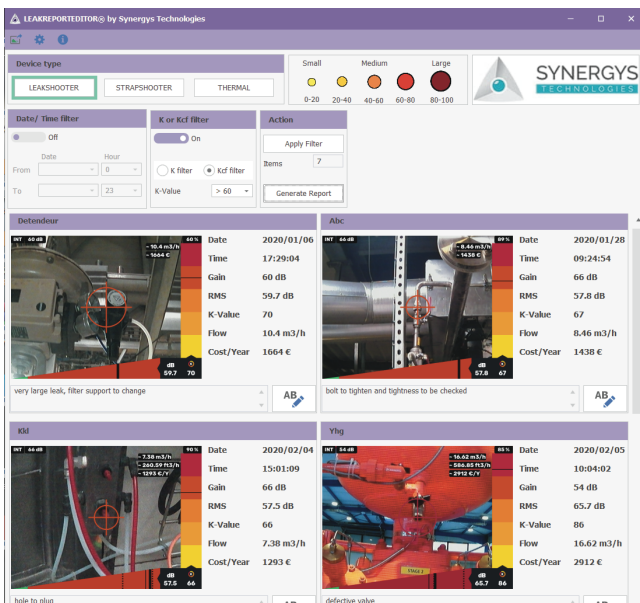 LEAKREPORTEDITOR® by Synergys Technologies
Device type
LEAKSHOOTER STRAPSHOOTER THERMAL
Small Medium Large
0-20 20-40 40-60 60-80 80-100
SYNERGYS
TECHNOLOGIES
Date/ Time filter
Off
Date Hour
From 0
To 23
K or Kcf filter
On
K filter Kcf filter
K-Value > 60
Action
Apply Filter
Items 7
Generate Report
Detendeur
INT 60 dB 60 %
~ 10.4 m3/h
~ 1664 €
dB
59.7 70
Date 2020/01/06
Time 17:29:04
Gain 60 dB
RMS 59.7 dB
K-Value 70
Flow 10.4 m3/h
Cost/Year 1664 €
very large leak, filter support to change
AB
Abc
INT 66 dB 89 %
~ 8.46 m3/h
~ 1438 €
dB
57.8 67
Date 2020/01/28
Time 09:24:54
Gain 66 dB
RMS 57.8 dB
K-Value 67
Flow 8.46 m3/h
Cost/Year 1438 €
bolt to tighten and tightness to be checked
AB
Kkl
INT 66 dB 90 %
~ 7.38 m3/h
~ 260.59 ft3/h
~ 1293 €/Y
dB
57.5 66
Date 2020/02/04
Time 15:01:09
Gain 66 dB
RMS 57.5 dB
K-Value 66
Flow 7.38 m3/h
Cost/Year 1293 €
hole to plug
AB
Yhg
INT 54 dB 85 %
~ 16.62 m3/h
~ 586.85 ft3/h
~ 2912 €/Y
STAGE 2
dB
65.7 86
Date 2020/02/05
Time 10:04:02
Gain 54 dB
RMS 65.7 dB
K-Value 86
Flow 16.62 m3/h
Cost/Year 2912 €
defective valve
AB